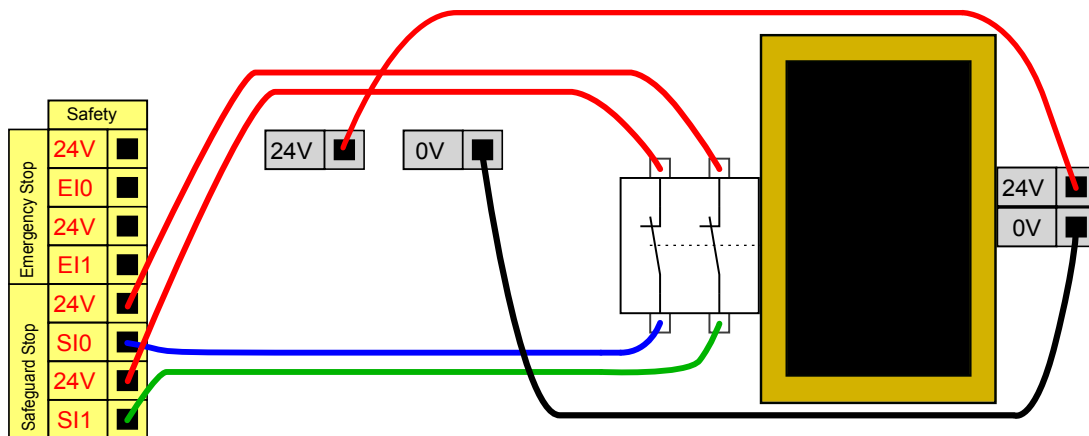 Safety
Emergency Stop
24V
EI0
24V
EI1
Safeguard Stop
24V
SI0
24V
SI1
24V
0V
24V
0V